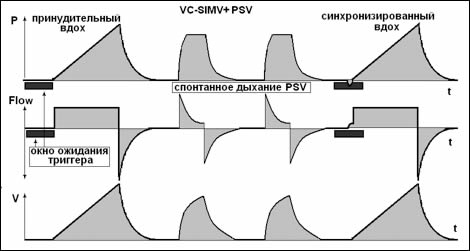 VC-SIMV+ PSV
принудительный
вдох
синхронизированный
вдох
P
t
спонтанное дыхание PSV
Flow
t
окно ожидания
триггера
V
t